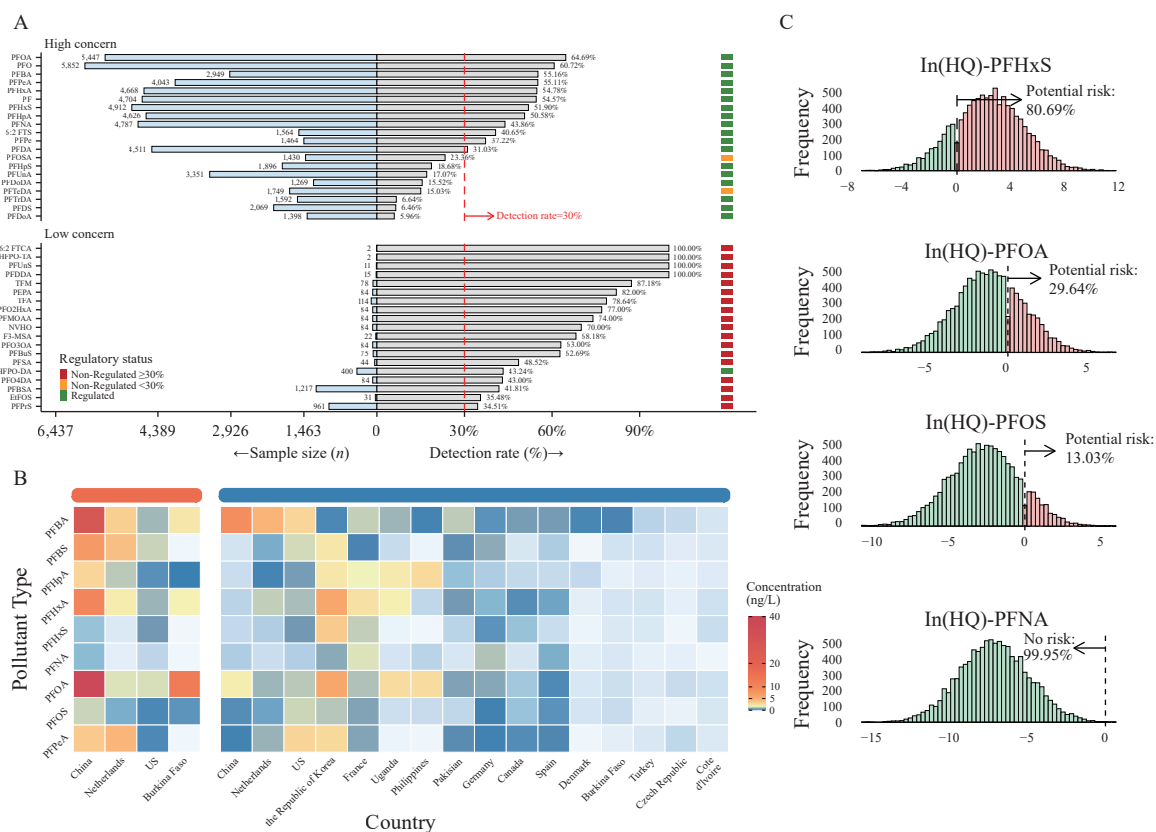 A
High concern
PFOA 5,447 64.69%
PFO 5,852 60.72%
PFBA 2,949 55.16%
PFPeA 4,043 55.11%
PFHxA 4,668 54.78%
PF 4,704 54.57%
PFHxS 4,912 51.90%
PFHpA 4,626 50.58%
PFNA 4,787 43.86%
6:2 FTS 1,564 40.65%
PFPe 1,464 37.22%
PFDA 4,511 31.03%
PFOSA 1,430 23.36%
PFHpS 1,896 18.68%
PFUnA 3,351 17.07%
PFDoDA 1,269 15.52%
PFTeDA 1,749 15.03%
PFTrDA 1,592 6.64%
PFDS 2,069 6.46%
PFDoA 1,398 5.96%
Detection rate=30%
Low concern
6:2 FTCA 2 100.00%
HFPO-TA 2 100.00%
PFUnS 11 100.00%
PFDDA 15 100.00%
TFM 78 87.18%
PEPA 84 82.00%
TFA 114 78.64%
PFO2HxA 84 77.00%
PFMOAA 84 74.00%
NVHO 84 70.00%
F3-MSA 22 68.18%
PFO3OA 84 63.00%
PFBuS 75 62.69%
PFSA 44 48.52%
HFPO-DA 400 43.24%
PFO4DA 84 43.00%
PFBSA 1,217 41.81%
EtFOS 31 35.48%
PFPrS 961 34.51%
Regulatory status
Non-Regulated ≥30%
Non-Regulated <30%
Regulated
6,437 4,389 2,926 1,463 0 30% 60% 90%
←Sample size (n) Detection rate (%)→
B
Pollutant Type
PFBA
PFBS
PFHpA
PFHxA
PFHxS
PFNA
PFOA
PFOS
PFPeA
China Netherlands US Burkina Faso
China Netherlands US the Republic of Korea France Uganda Philippines Pakisian Germany Canada Spain Denmark Burkina Faso Turkey Czech Republic Cote d'Ivoire
Country
Concentration
(ng/L)
40
20
10
5
2
1
0
C
In(HQ)-PFHxS
Frequency
500
400
300
200
100
0
Potential risk:
80.69%
−8 −4 0 4 8 12
In(HQ)-PFOA
Frequency
500
400
300
200
100
0
Potential risk:
29.64%
−5 0 5
In(HQ)-PFOS
Frequency
500
400
300
200
100
0
Potential risk:
13.03%
−10 −5 0 5
In(HQ)-PFNA
Frequency
500
400
300
200
100
0
No risk:
99.95%
−15 −10 −5 0